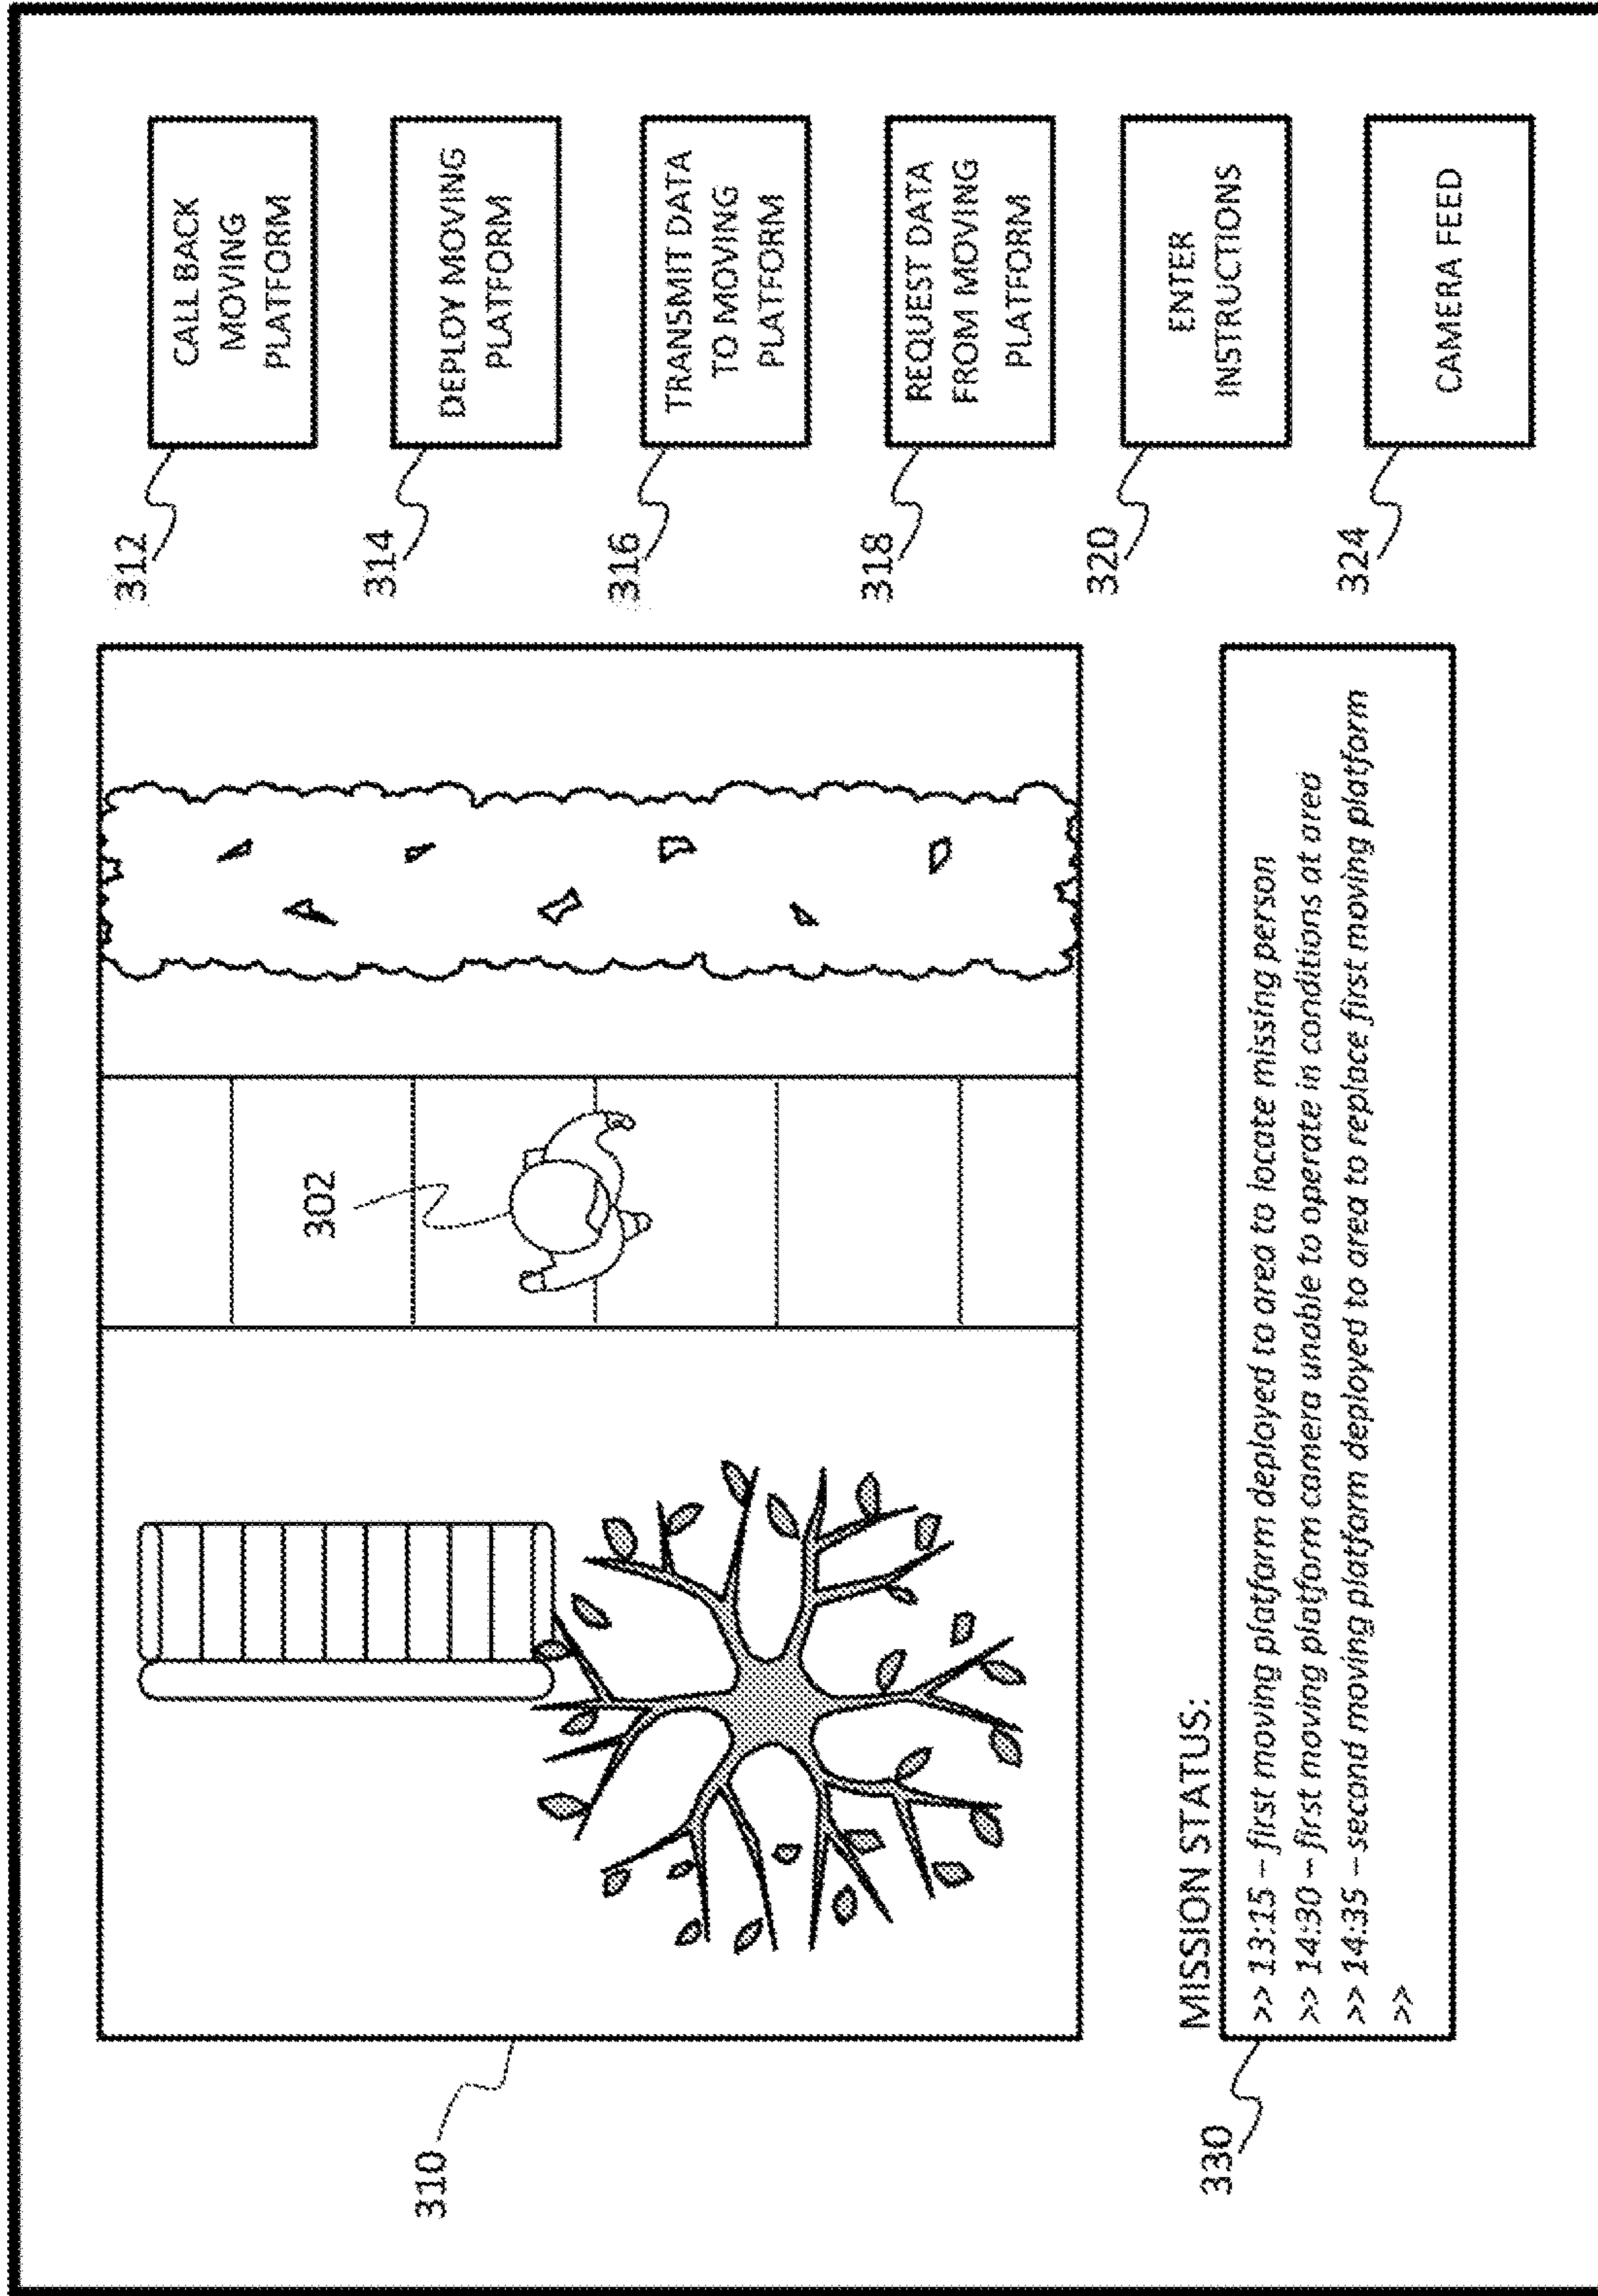 310
302
312
CALL BACK
MOVING
PLATFORM
314
DEPLOY MOVING
PLATFORM
316
TRANSMIT DATA
TO MOVING
PLATFORM
318
REQUEST DATA
FROM MOVING
PLATFORM
320
ENTER
INSTRUCTIONS
324
CAMERA FEED
MISSION STATUS:
330
>> 13:15 – first moving platform deployed to area to locate missing person
>> 14:30 – first moving platform camera unable to operate in conditions at area
>> 14:35 – second moving platform deployed to area to replace first moving platform
>>